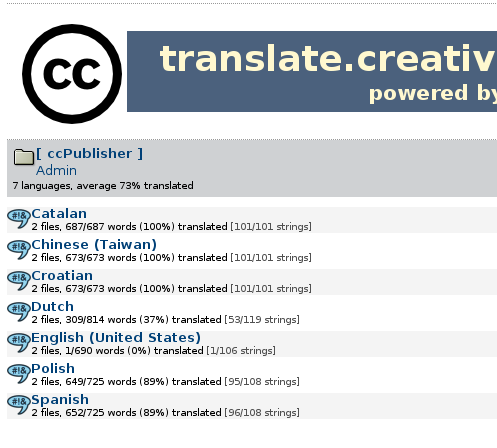 cc
translate.creativ
powered by
[ ccPublisher ]
Admin
7 languages, average 73% translated
#!& Catalan
2 files, 687/687 words (100%) translated [101/101 strings]
#!& Chinese (Taiwan)
2 files, 673/673 words (100%) translated [101/101 strings]
#!& Croatian
2 files, 673/673 words (100%) translated [101/101 strings]
#!& Dutch
2 files, 309/814 words (37%) translated [53/119 strings]
#!& English (United States)
2 files, 1/690 words (0%) translated [1/106 strings]
#!& Polish
2 files, 649/725 words (89%) translated [95/108 strings]
#!& Spanish
2 files, 652/725 words (89%) translated [96/108 strings]